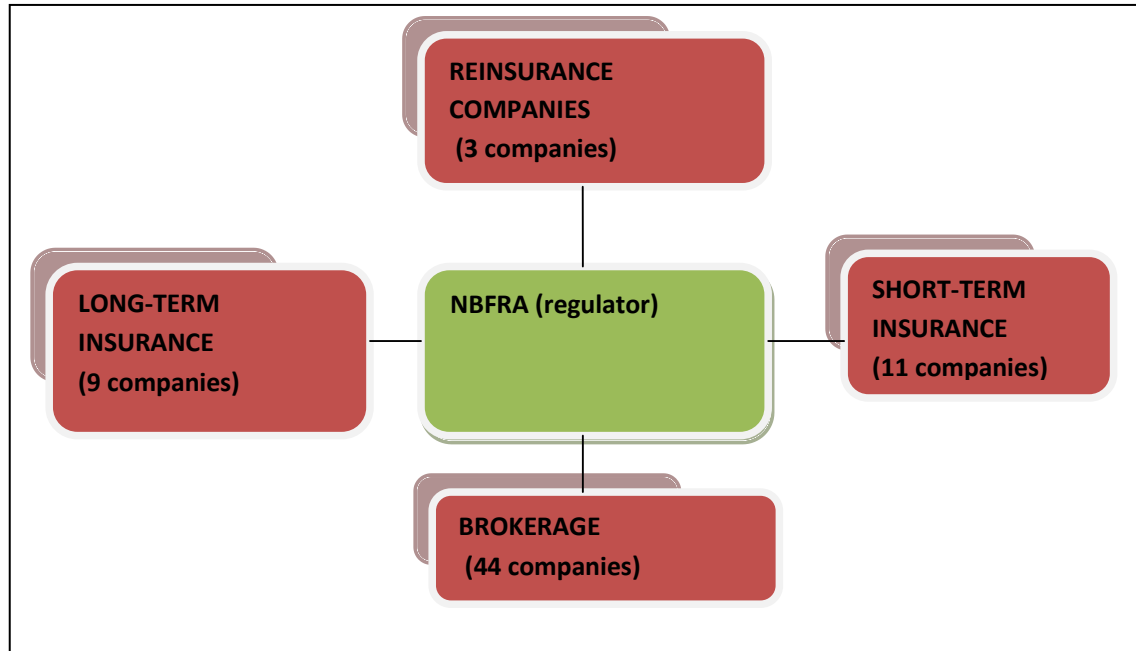 REINSURANCE
COMPANIES
(3 companies)
LONG-TERM
INSURANCE
(9 companies)
NBFRA (regulator)
SHORT-TERM
INSURANCE
(11 companies)
BROKERAGE
(44 companies)